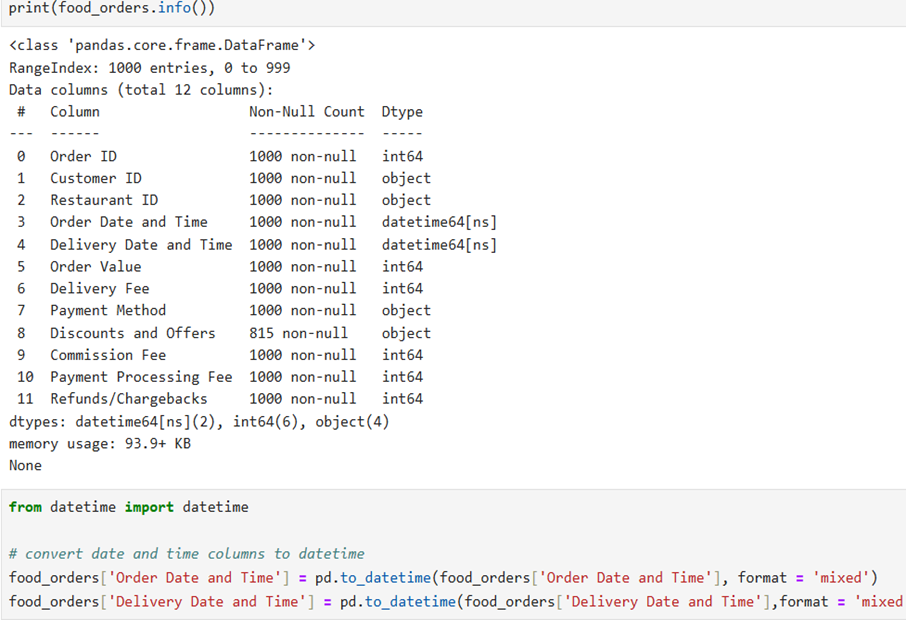 print(food_orders.info())
<class 'pandas.core.frame.DataFrame'>
RangeIndex: 1000 entries, 0 to 999
Data columns (total 12 columns):
 #   Column                  Non-Null Count  Dtype
---  ------                  --------------  -----
 0   Order ID                1000 non-null   int64
 1   Customer ID             1000 non-null   object
 2   Restaurant ID           1000 non-null   object
 3   Order Date and Time     1000 non-null   datetime64[ns]
 4   Delivery Date and Time  1000 non-null   datetime64[ns]
 5   Order Value             1000 non-null   int64
 6   Delivery Fee            1000 non-null   int64
 7   Payment Method          1000 non-null   object
 8   Discounts and Offers    815 non-null    object
 9   Commission Fee          1000 non-null   int64
 10  Payment Processing Fee  1000 non-null   int64
 11  Refunds/Chargebacks     1000 non-null   int64
dtypes: datetime64[ns](2), int64(6), object(4)
memory usage: 93.9+ KB
None
from datetime import datetime
# convert date and time columns to datetime
food_orders['Order Date and Time'] = pd.to_datetime(food_orders['Order Date and Time'], format = 'mixed')
food_orders['Delivery Date and Time'] = pd.to_datetime(food_orders['Delivery Date and Time'],format = 'mixed